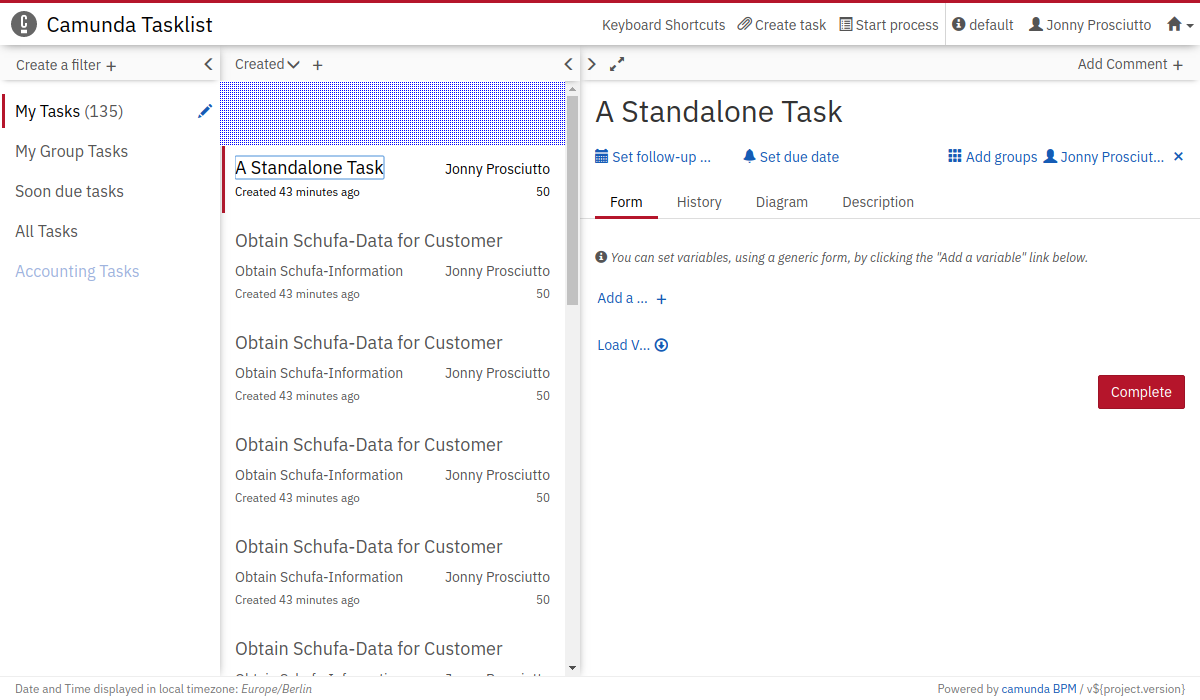 Camunda Tasklist
Keyboard Shortcuts Create task Start process default Jonny Prosciutto
Create a filter +
My Tasks (135)
My Group Tasks
Soon due tasks
All Tasks
Accounting Tasks
Created +
A Standalone Task Jonny Prosciutto
Created 43 minutes ago 50
Obtain Schufa-Data for Customer
Obtain Schufa-Information Jonny Prosciutto
Created 43 minutes ago 50
Obtain Schufa-Data for Customer
Obtain Schufa-Information Jonny Prosciutto
Created 43 minutes ago 50
Obtain Schufa-Data for Customer
Obtain Schufa-Information Jonny Prosciutto
Created 43 minutes ago 50
Obtain Schufa-Data for Customer
Obtain Schufa-Information Jonny Prosciutto
Created 43 minutes ago 50
Obtain Schufa-Data for Customer
Add Comment +
A Standalone Task
Set follow-up ... Set due date Add groups Jonny Prosciut... ×
Form History Diagram Description
You can set variables, using a generic form, by clicking the "Add a variable" link below.
Add a ... +
Load V...
Complete
Date and Time displayed in local timezone: Europe/Berlin
Powered by camunda BPM / v${project.version}